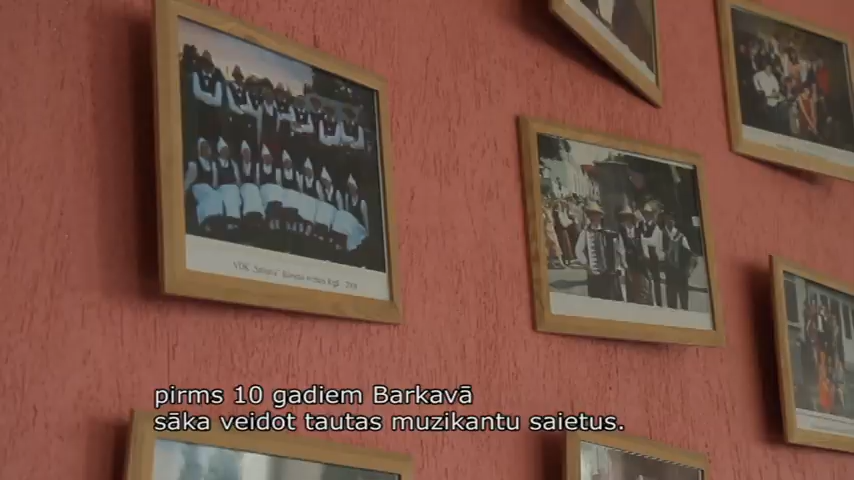 pirms 10 gadiem Barkavā
sāka veidot tautas muzikantu saietus.